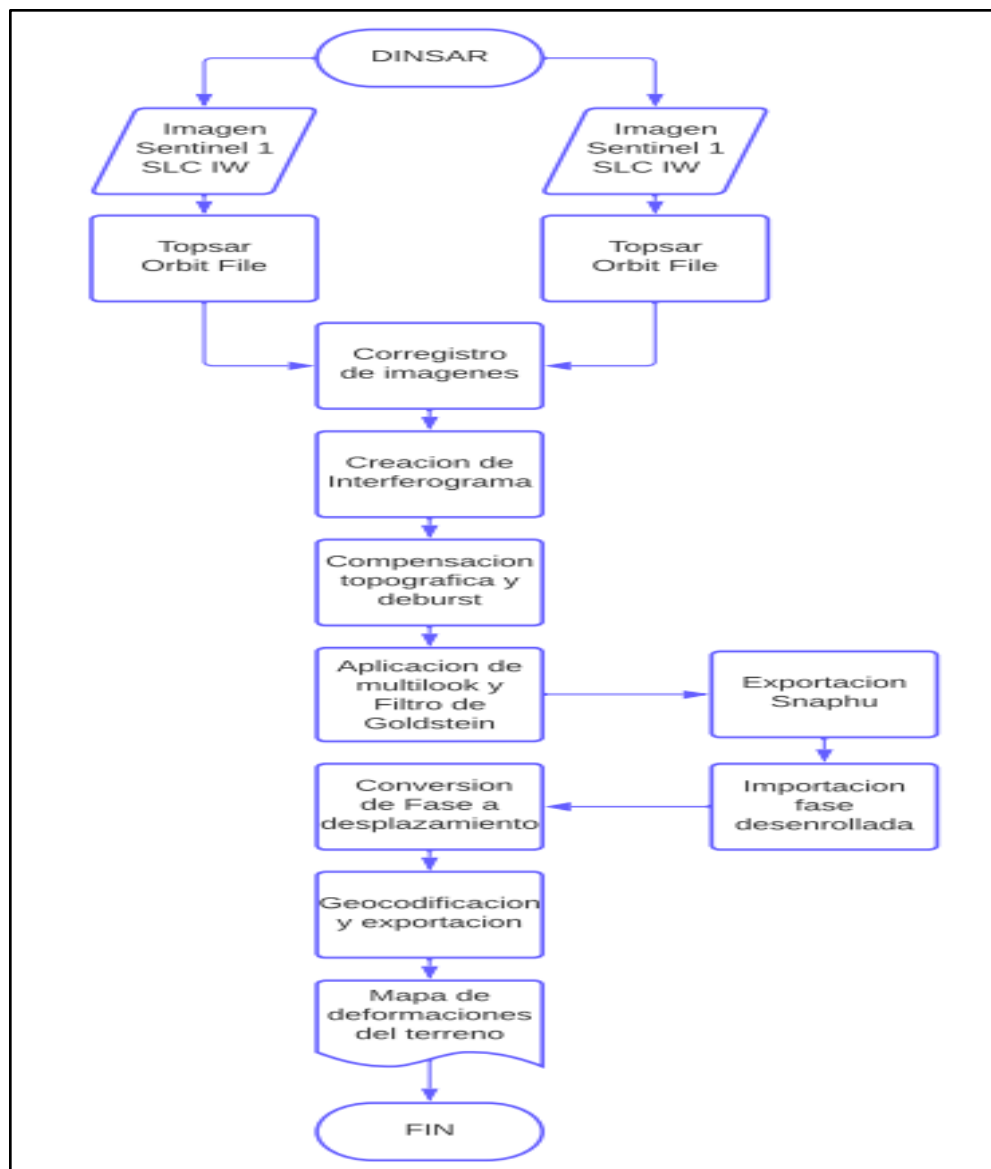 DINSAR
Imagen
Sentinel 1
SLC IW
Imagen
Sentinel 1
SLC IW
Topsar
Orbit File
Topsar
Orbit File
Corregistro
de imagenes
Creacion de
Interferograma
Compensacion
topografica y
deburst
Aplicacion de
multilook y
Filtro de
Goldstein
Exportacion
Snaphu
Importacion
fase
desenrollada
Conversion
de Fase a
desplazamiento
Geocodificacion
y exportacion
Mapa de
deformaciones
del terreno
FIN